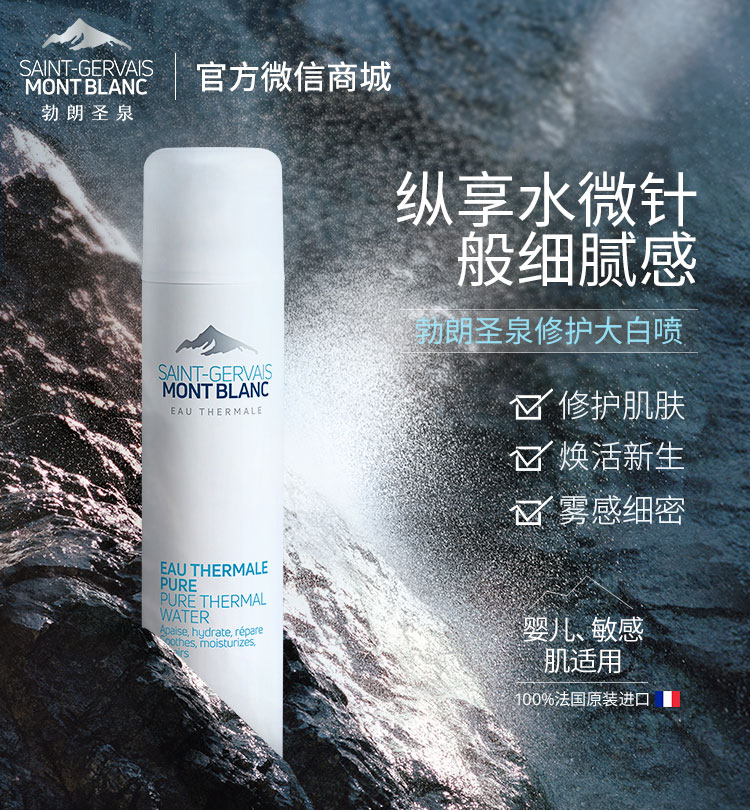 SAINT-GERVAIS
MONT BLANC
勃朗圣泉
官方微信商城
纵享水微针
般细腻感
勃朗圣泉修护大白喷
修护肌肤
焕活新生
雾感细密
婴儿、敏感
肌适用
100%法国原装进口
SAINT-GERVAIS
MONT BLANC
EAU THERMALE
EAU THERMALE
PURE
PURE THERMAL
WATER
Apaise, hydrate, répare
oothes, moisturizes,
ers